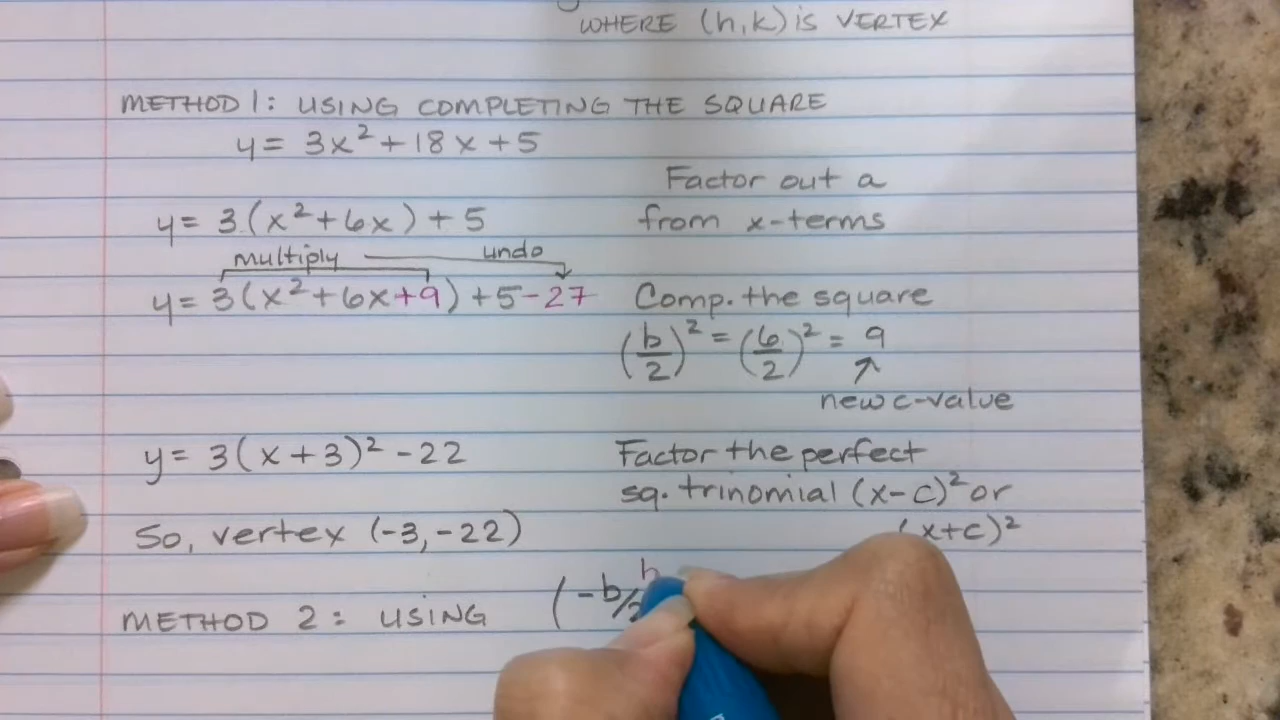 WHERE (h,k) is VERTEX
METHOD 1: USING COMPLETING THE SQUARE
y = 3x² + 18x + 5
Factor out a
y = 3(x² + 6x) + 5 from x-terms
multiply undo
y = 3(x² + 6x + 9) + 5 - 27 Comp. the square
(b/2)² = (6/2)² = 9
new c-value
y = 3(x + 3)² - 22 Factor the perfect
sq. trinomial (x - c)² or
So, vertex (-3, -22) (x+c)²
METHOD 2: USING (-b/2